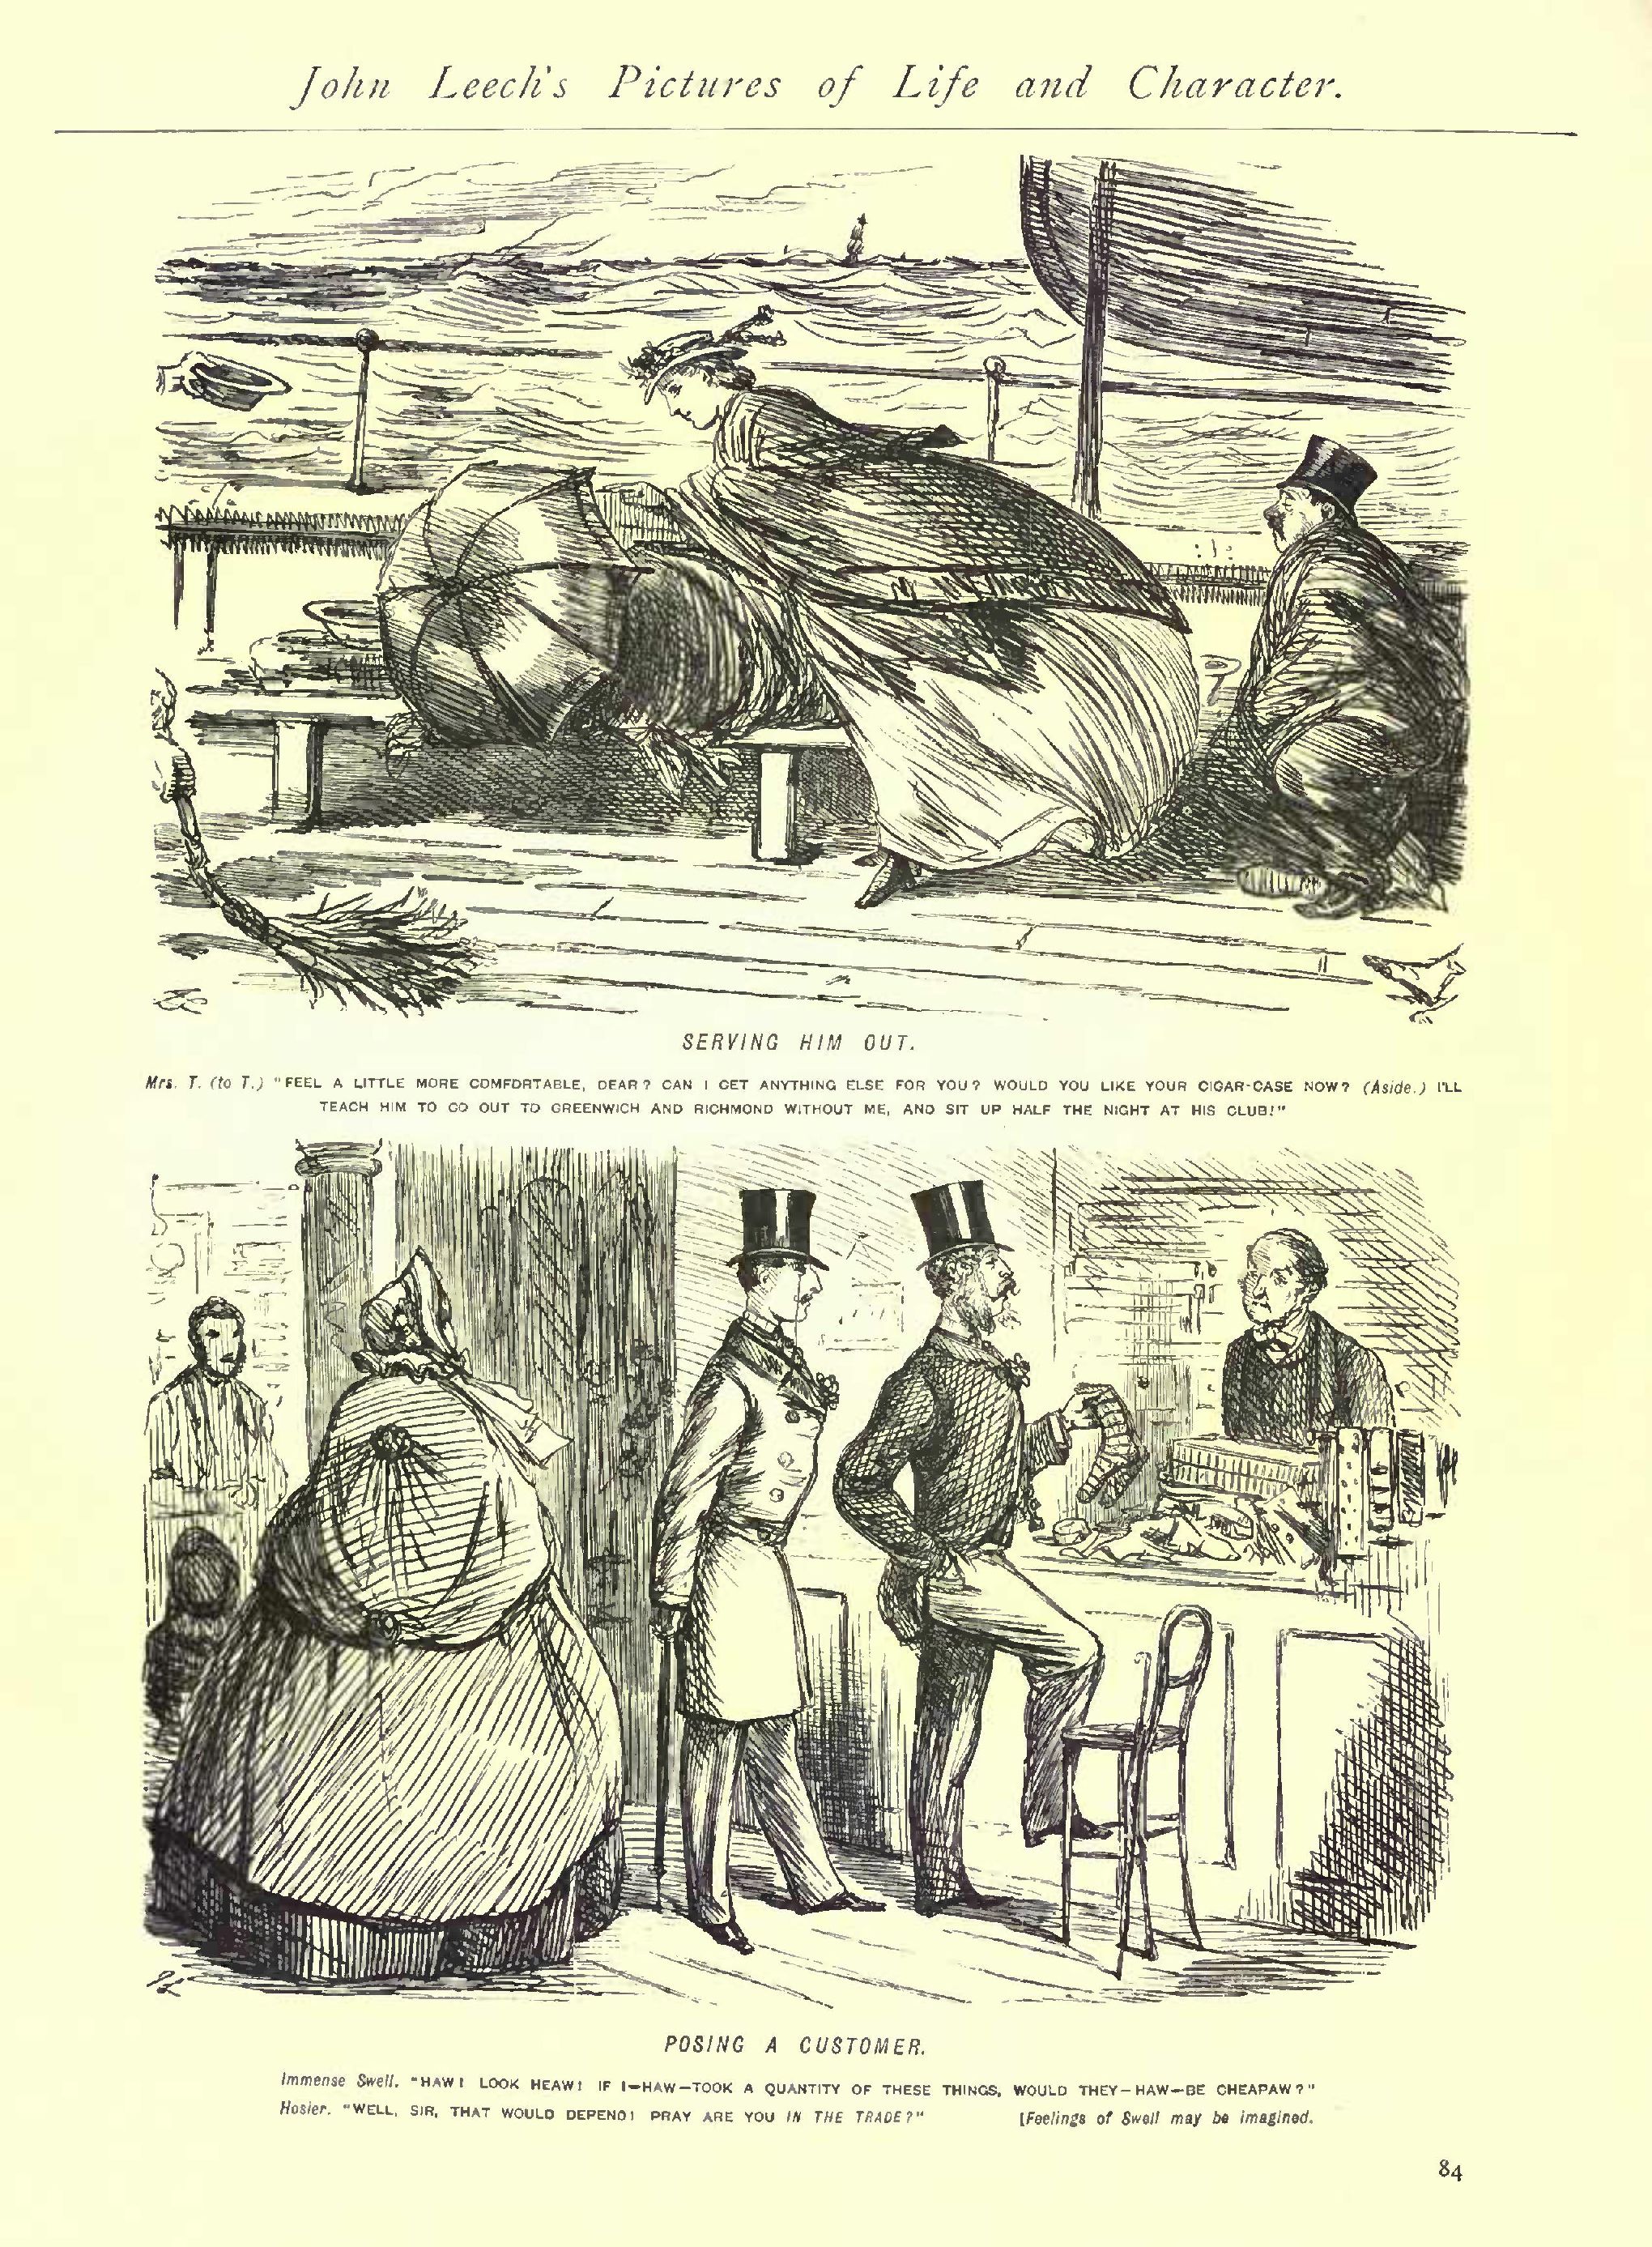 John Leech's Pictures of Life and Character.
SERVING HIM OUT.
Mrs. T. (to T.) "FEEL A LITTLE MORE COMFORTABLE, DEAR? CAN I GET ANYTHING ELSE FOR YOU? WOULD YOU LIKE YOUR CIGAR-CASE NOW? (Aside.) I'LL
TEACH HIM TO GO OUT TO GREENWICH AND RICHMOND WITHOUT ME, AND SIT UP HALF THE NIGHT AT HIS CLUB!"
POSING A CUSTOMER.
Immense Swell. "HAW! LOOK HEAW! IF I—HAW—TOOK A QUANTITY OF THESE THINGS, WOULD THEY—HAW—BE CHEAPAW?"
Hosier. "WELL, SIR, THAT WOULD DEPEND! PRAY ARE YOU IN THE TRADE?" [Feelings of Swell may be imagined.
84